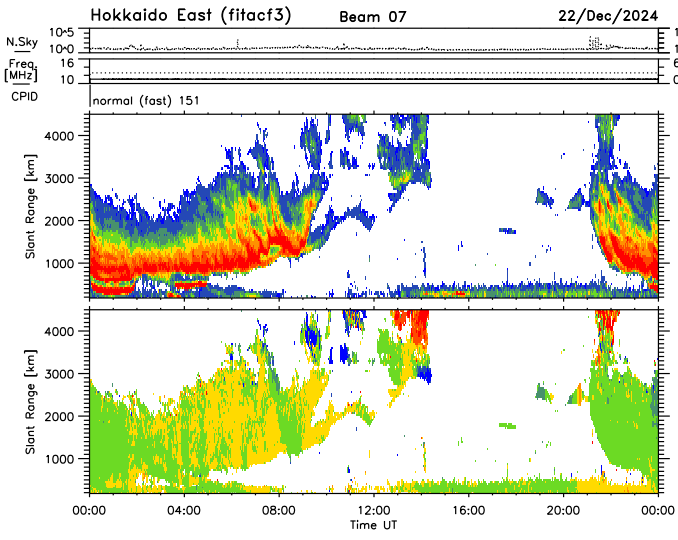 Hokkaido East (fitacf3) Beam 07 22/Dec/2024
N.Sky 10^5 10^0
Freq. [MHz] 16 10 6
CPID normal (fast) 151
Slant Range [km] 4000 3000 2000 1000
Slant Range [km] 4000 3000 2000 1000
00:00 04:00 08:00 12:00 16:00 20:00 00:00
Time UT